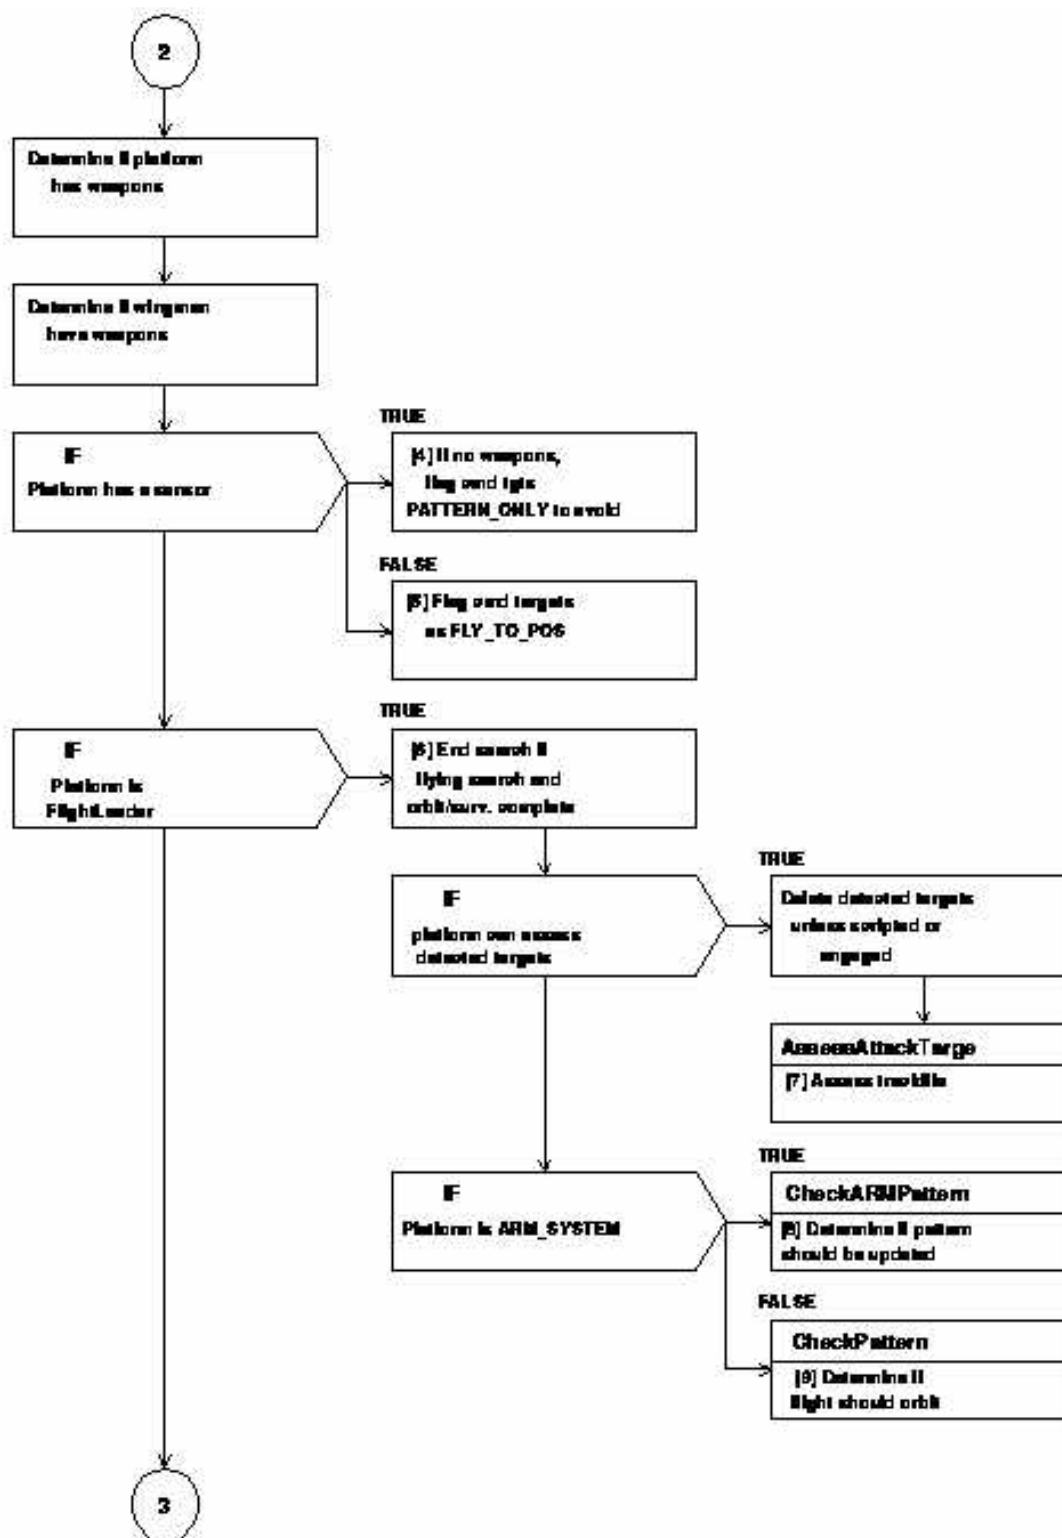 2
Determine if platform
has weapons
Determine if wingmen
have weapons
IF
Platform has a sensor
TRUE
[4] If no weapons,
flag cmd tgts
PATTERN_ONLY to avoid
FALSE
[5] Flag cmd targets
as FLY_TO_POS
IF
Platform is
FlightLeader
TRUE
[6] End search if
flying search and
orbit/surv. complete
IF
platform can assess
detected targets
TRUE
Delete detected targets
unless scripted or
engaged
AssessAttackTarge
[7] Assess trackfile
IF
Platform is ARM_SYSTEM
TRUE
CheckARMPattern
[8] Determine if pattern
should be updated
FALSE
CheckPattern
[9] Determine if
flight should orbit
3